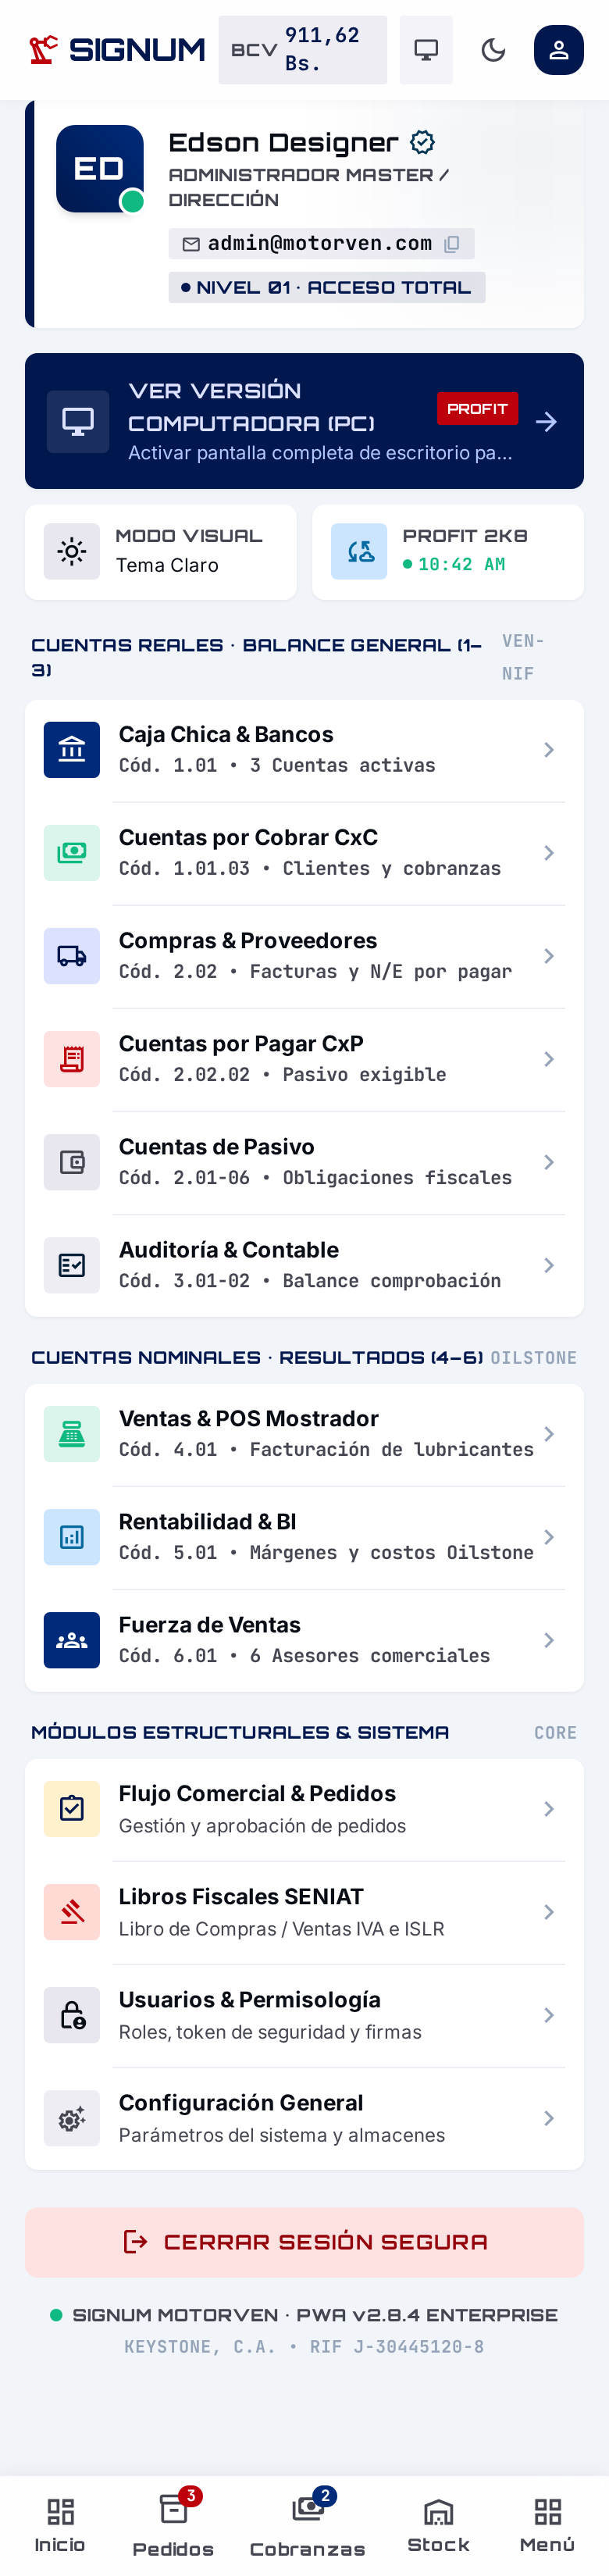 SIGNUM
BCV
911,62
Bs.
ED
Edson Designer
ADMINISTRADOR MASTER /
DIRECCIÓN
admin@motorven.com
NIVEL 01 · ACCESO TOTAL
VER VERSIÓN
COMPUTADORA (PC)
PROFIT
Activar pantalla completa de escritorio pa...
MODO VISUAL
Tema Claro
PROFIT 2K8
10:42 AM
CUENTAS REALES · BALANCE GENERAL (1–
3)
VEN-
NIF
Caja Chica & Bancos
Cód. 1.01 • 3 Cuentas activas
Cuentas por Cobrar CxC
Cód. 1.01.03 • Clientes y cobranzas
Compras & Proveedores
Cód. 2.02 • Facturas y N/E por pagar
Cuentas por Pagar CxP
Cód. 2.02.02 • Pasivo exigible
Cuentas de Pasivo
Cód. 2.01-06 • Obligaciones fiscales
Auditoría & Contable
Cód. 3.01-02 • Balance comprobación
CUENTAS NOMINALES · RESULTADOS (4–6) OILSTONE
Ventas & POS Mostrador
Cód. 4.01 • Facturación de lubricantes
Rentabilidad & BI
Cód. 5.01 • Márgenes y costos Oilstone
Fuerza de Ventas
Cód. 6.01 • 6 Asesores comerciales
MÓDULOS ESTRUCTURALES & SISTEMA CORE
Flujo Comercial & Pedidos
Gestión y aprobación de pedidos
Libros Fiscales SENIAT
Libro de Compras / Ventas IVA e ISLR
Usuarios & Permisología
Roles, token de seguridad y firmas
Configuración General
Parámetros del sistema y almacenes
CERRAR SESIÓN SEGURA
SIGNUM MOTORVEN · PWA v2.8.4 ENTERPRISE
KEYSTONE, C.A. • RIF J-30445120-8
Inicio
3
Pedidos
2
Cobranzas
Stock
Menú